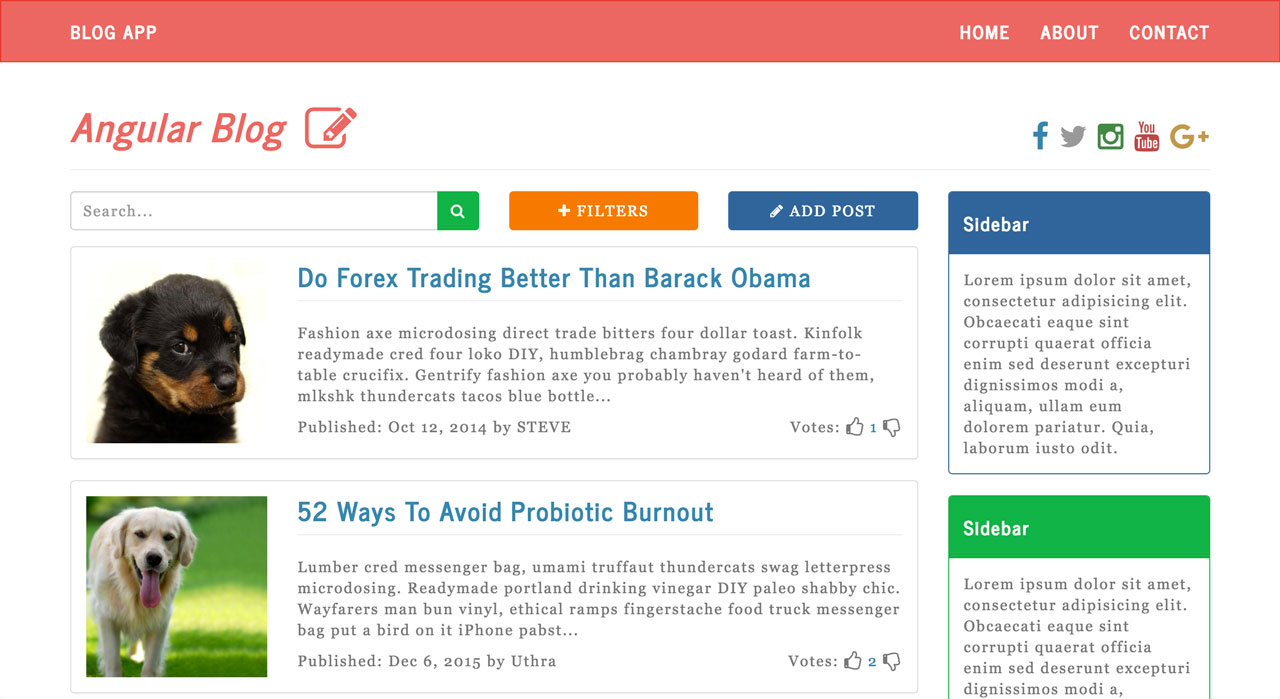 BLOG APP
HOME ABOUT CONTACT
Angular Blog
You
Tube
G+
Search...
FILTERS
ADD POST
Do Forex Trading Better Than Barack Obama
Fashion axe microdosing direct trade bitters four dollar toast. Kinfolk
readymade cred four loko DIY, humblebrag chambray godard farm-to-
table crucifix. Gentrify fashion axe you probably haven't heard of them,
mlkshk thundercats tacos blue bottle...
Published: Oct 12, 2014 by STEVE
Votes: 1
52 Ways To Avoid Probiotic Burnout
Lumber cred messenger bag, umami truffaut thundercats swag letterpress
microdosing. Readymade portland drinking vinegar DIY paleo shabby chic.
Wayfarers man bun vinyl, ethical ramps fingerstache food truck messenger
bag put a bird on it iPhone pabst...
Published: Dec 6, 2015 by Uthra
Votes: 2
Sidebar
Lorem ipsum dolor sit amet,
consectetur adipisicing elit.
Obcaecati eaque sint
corrupti quaerat officia
enim sed deserunt excepturi
dignissimos modi a,
aliquam, ullam eum
dolorem pariatur. Quia,
laborum iusto odit.
Sidebar
Lorem ipsum dolor sit amet,
consectetur adipisicing elit.
Obcaecati eaque sint
corrupti quaerat officia
enim sed deserunt excepturi
dignissimos modi a,